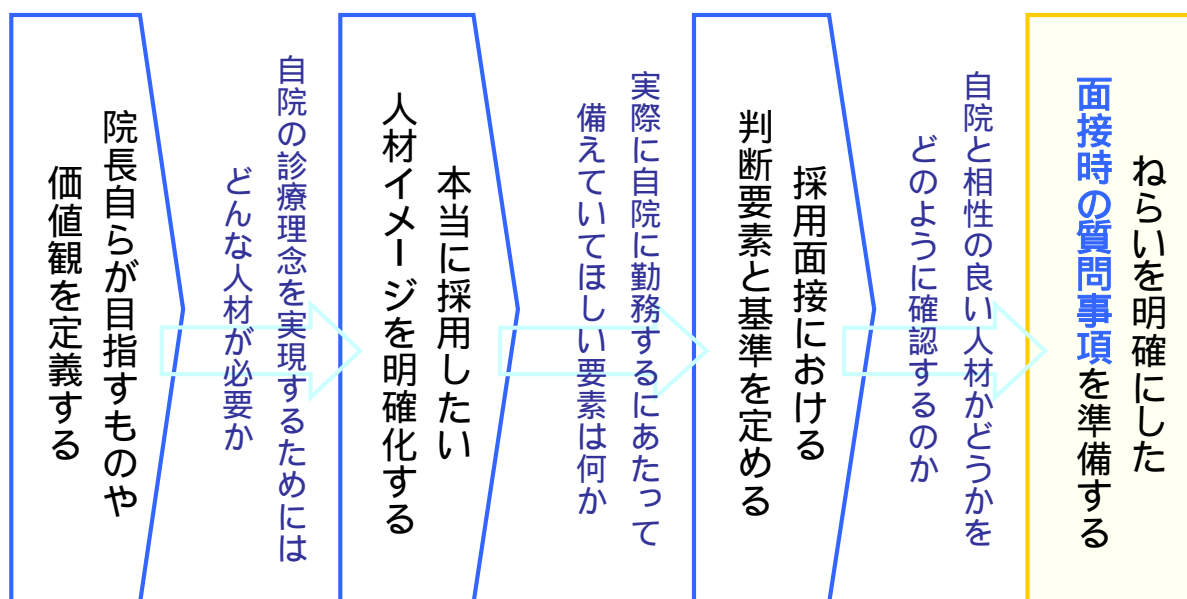 院長自らが目指すものや
価値観を定義する
自院の診療理念を実現するためには
どんな人材が必要か
本当に採用したい
人材イメージを明確化する
実際に自院に勤務するにあたって
備えていてほしい要素は何か
採用面接における
判断要素と基準を定める
自院と相性の良い人材かどうかを
どのように確認するのか
ねらいを明確にした
面接時の質問事項を準備する